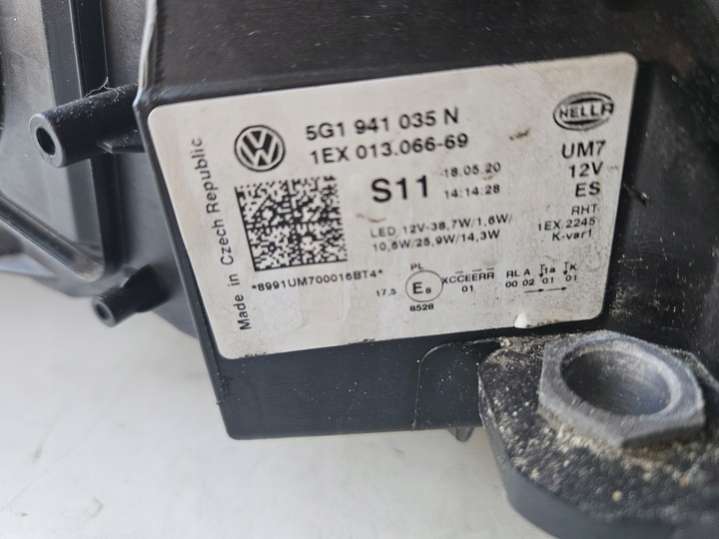 5G1 941 035 N
1EX 013.066-69
HELLA
UM7
12V
ES
S11
18.05.20
14:14:28
RHT
1EX.2245
K-var1
LED 12V-38,7W/1,6W/
10,6W/25,9W/14,3W
*8991UM700016BT4*
Made in Czech Republic
PL
17,5
E8
8528
XCCEERR
01
RL A 1a K
00 02 01 01